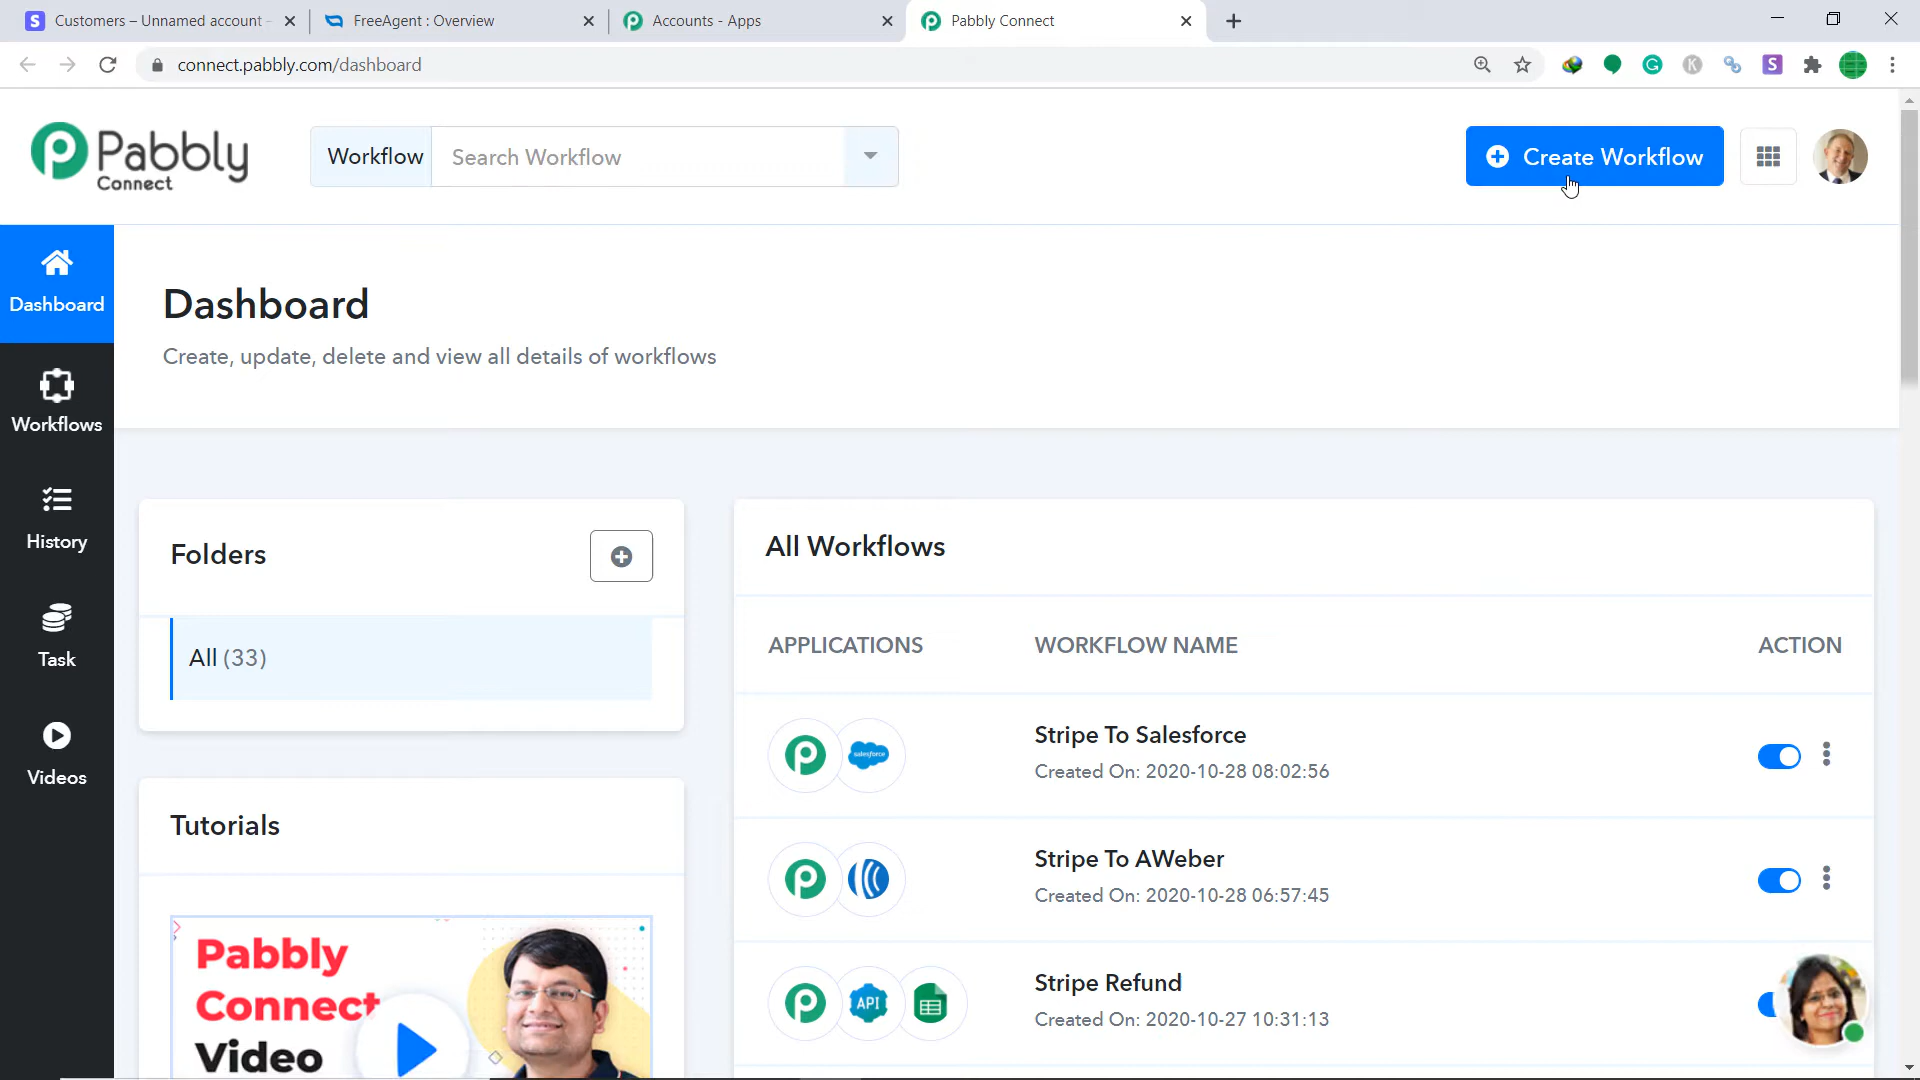 Customers – Unnamed account -
FreeAgent : Overview
Accounts - Apps
Pabbly Connect
connect.pabbly.com/dashboard
Pabbly
Connect
Workflow
Search Workflow
Create Workflow
Dashboard
Workflows
History
Task
Videos
Dashboard
Create, update, delete and view all details of workflows
Folders
All (33)
Tutorials
Pabbly
Connect
Video
All Workflows
APPLICATIONS WORKFLOW NAME ACTION
salesforce
Stripe To Salesforce
Created On: 2020-10-28 08:02:56
Stripe To AWeber
Created On: 2020-10-28 06:57:45
API
Stripe Refund
Created On: 2020-10-27 10:31:13